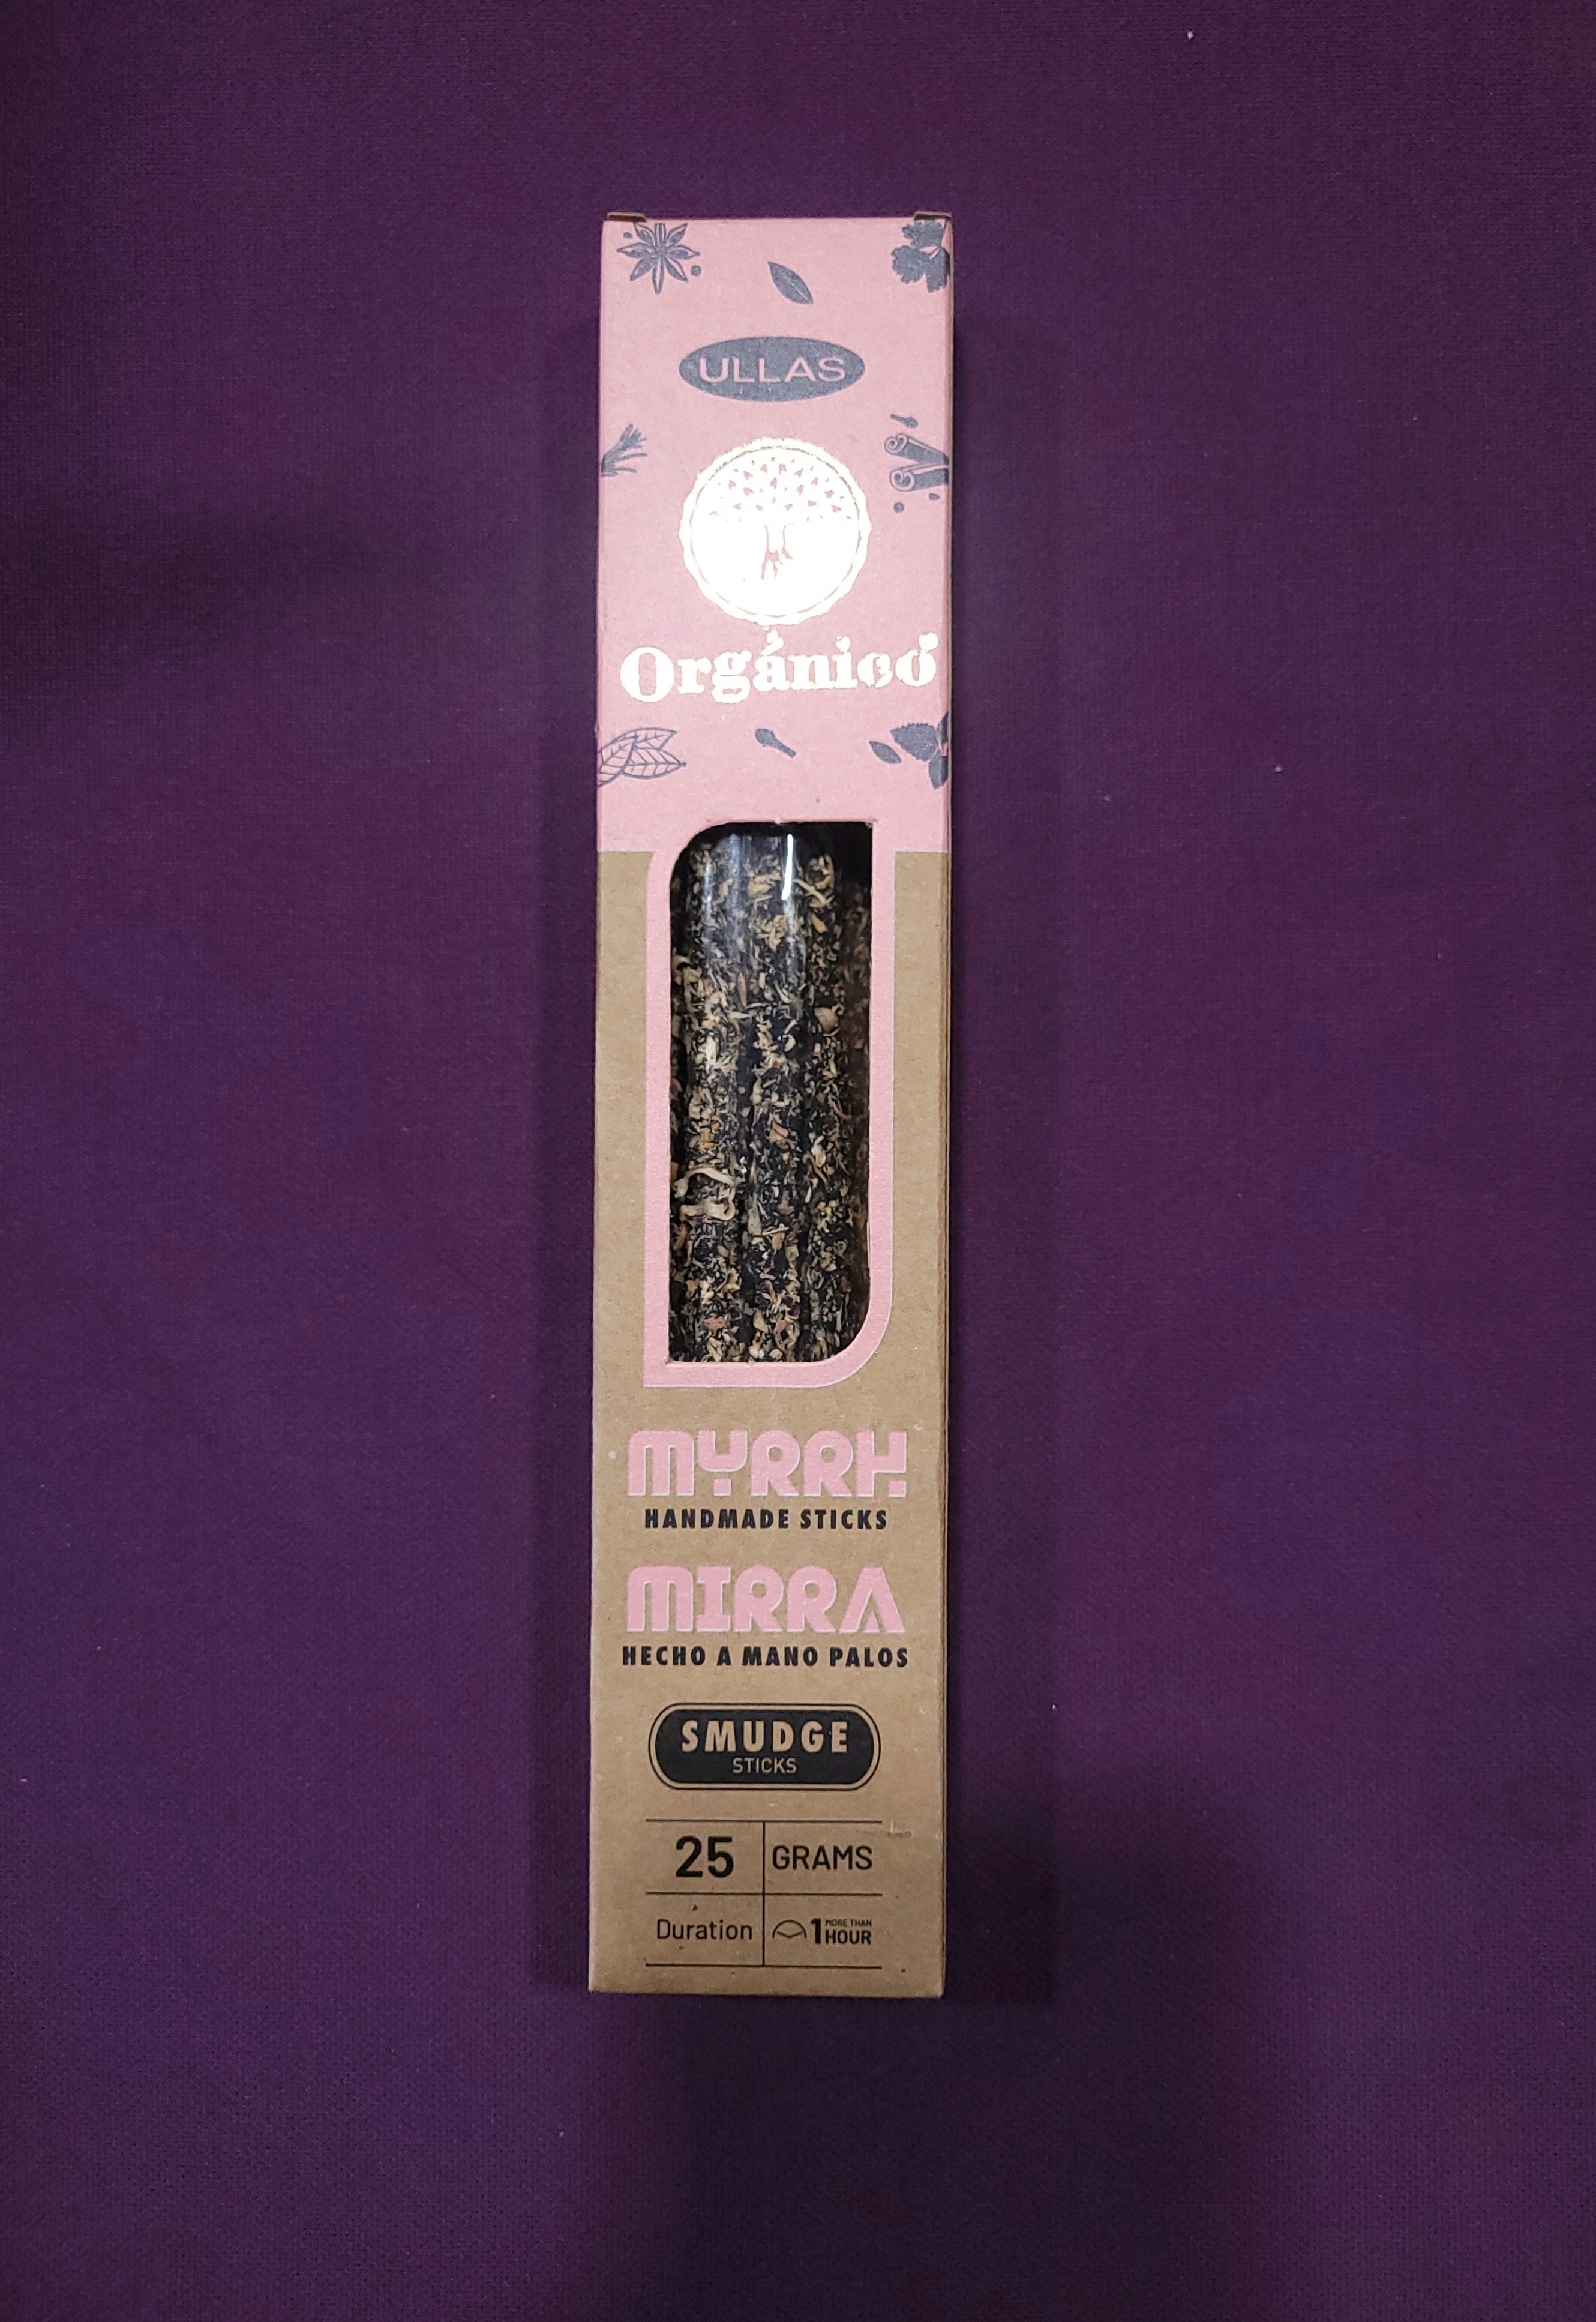 ULLAS
Orgánico
MYRRH
HANDMADE STICKS
MIRRA
HECHO A MANO PALOS
SMUDGE
STICKS
25 GRAMS
Duration 1 MORE THAN HOUR